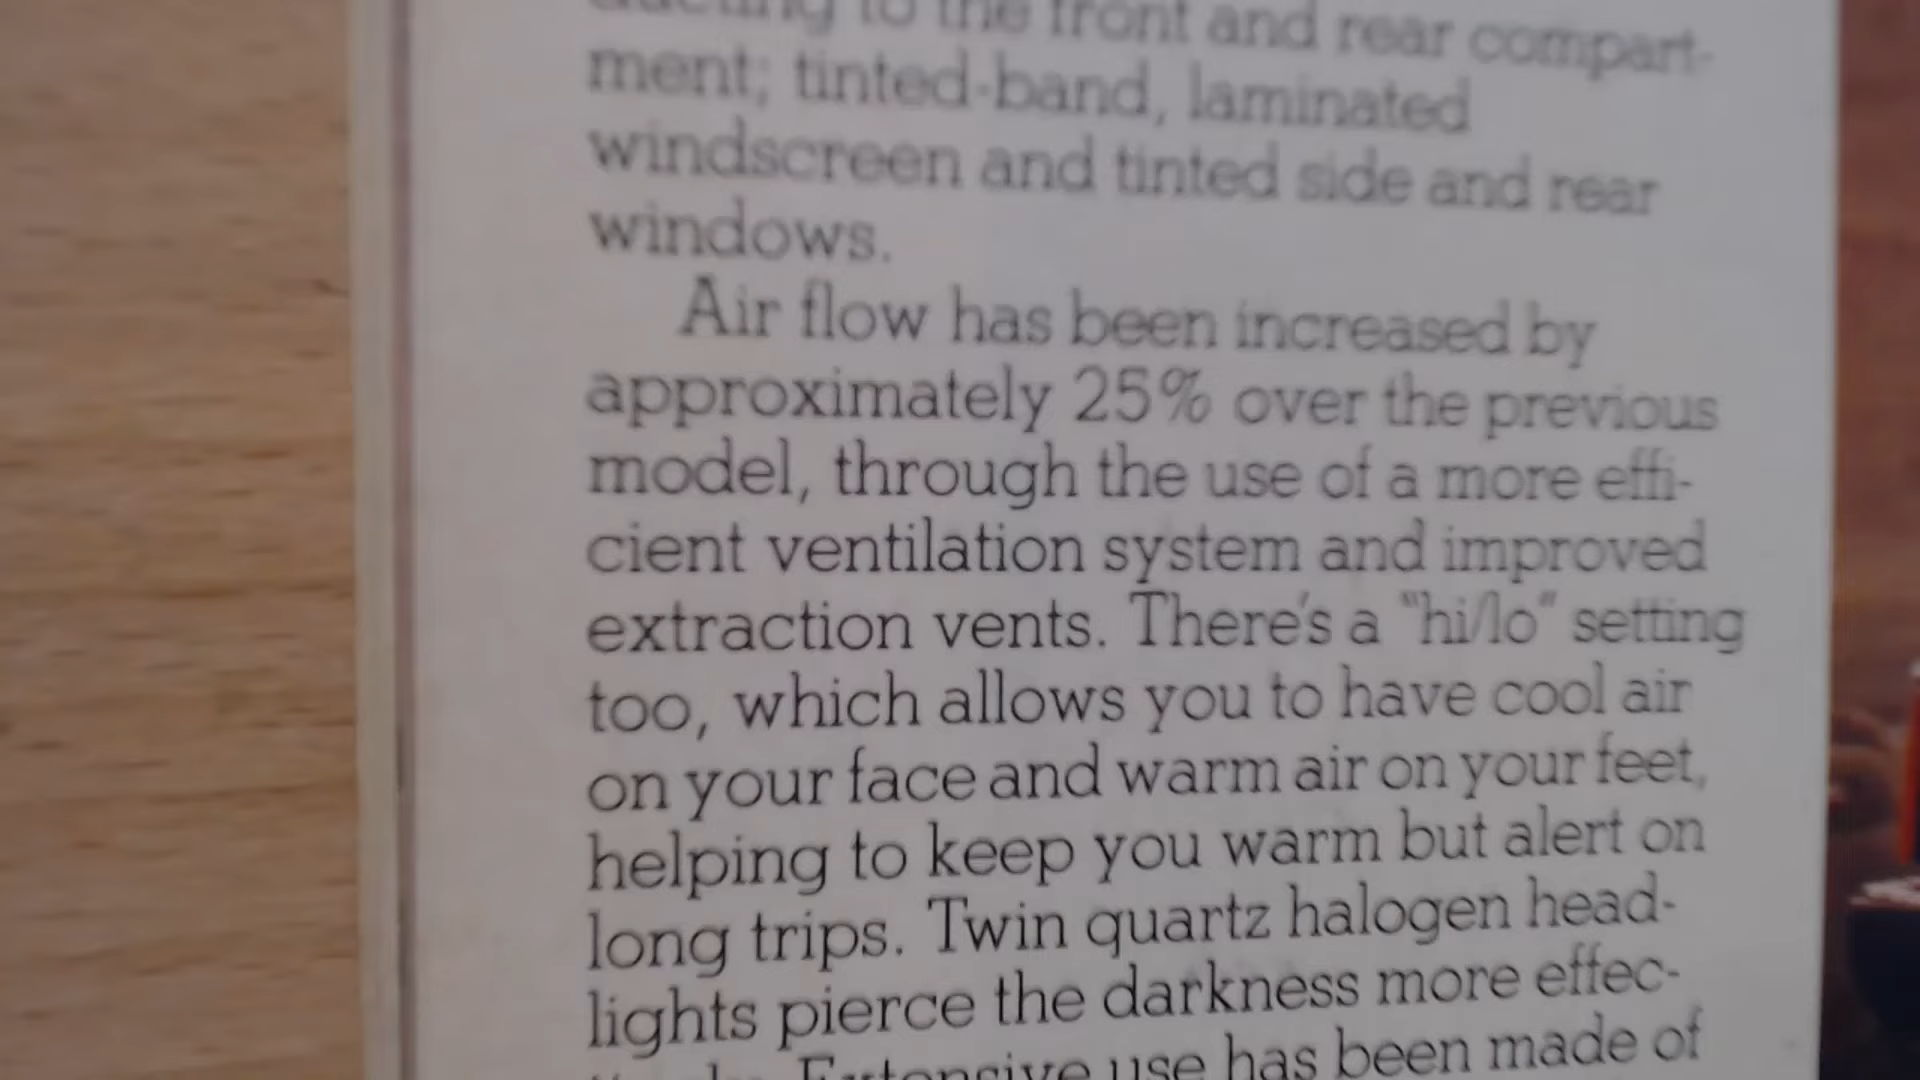 ducting to the front and rear compart-
ment; tinted-band, laminated
windscreen and tinted side and rear
windows.
Air flow has been increased by
approximately 25% over the previous
model, through the use of a more effi-
cient ventilation system and improved
extraction vents. There's a "hi/lo" setting
too, which allows you to have cool air
on your face and warm air on your feet,
helping to keep you warm but alert on
long trips. Twin quartz halogen head-
lights pierce the darkness more effec-
Extensive use has been made of